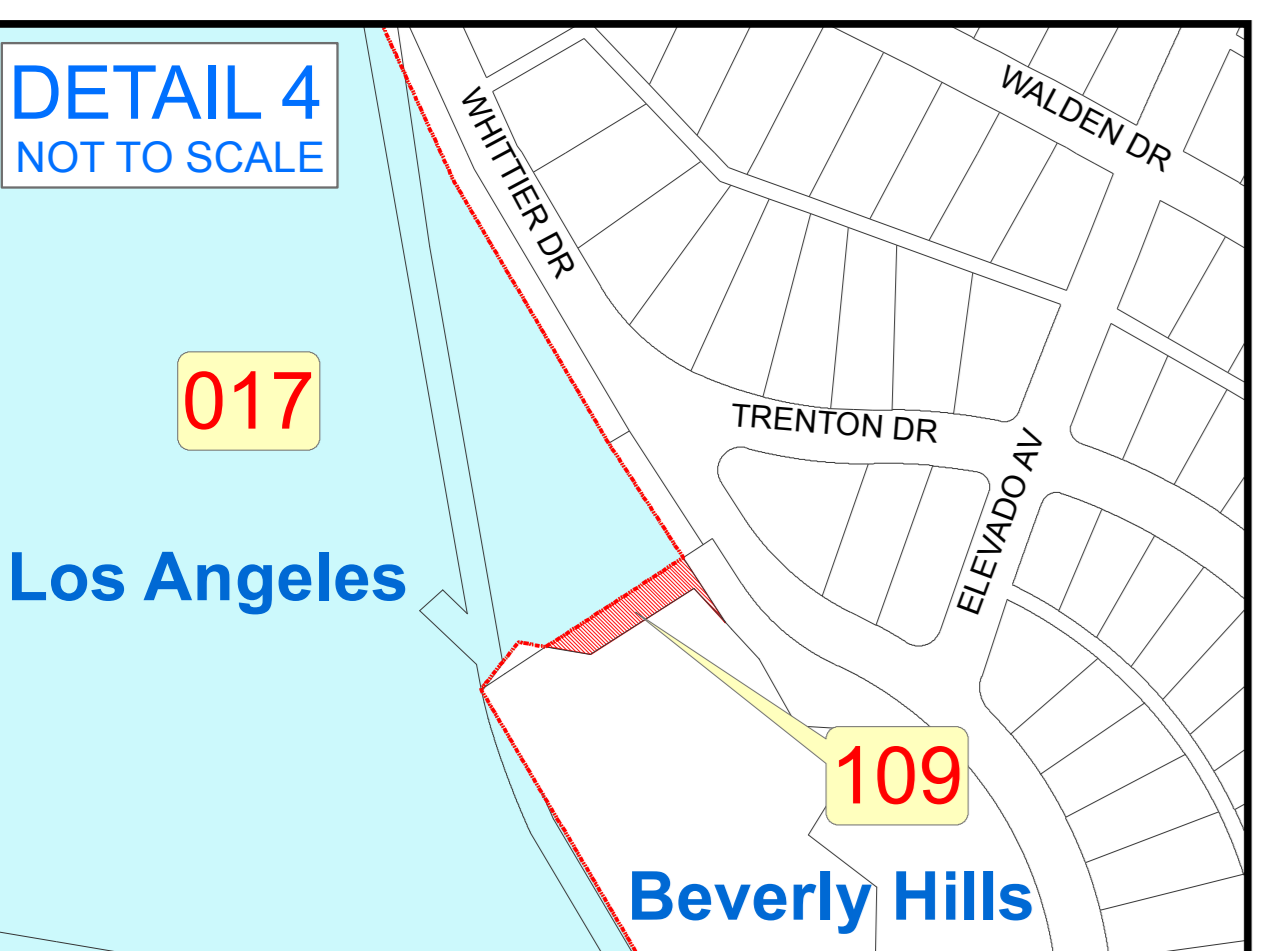 DETAIL 4
NOT TO SCALE
WALDEN DR
WHITTIER DR
017
TRENTON DR
ELEVADO AV
Los Angeles
109
Beverly Hills